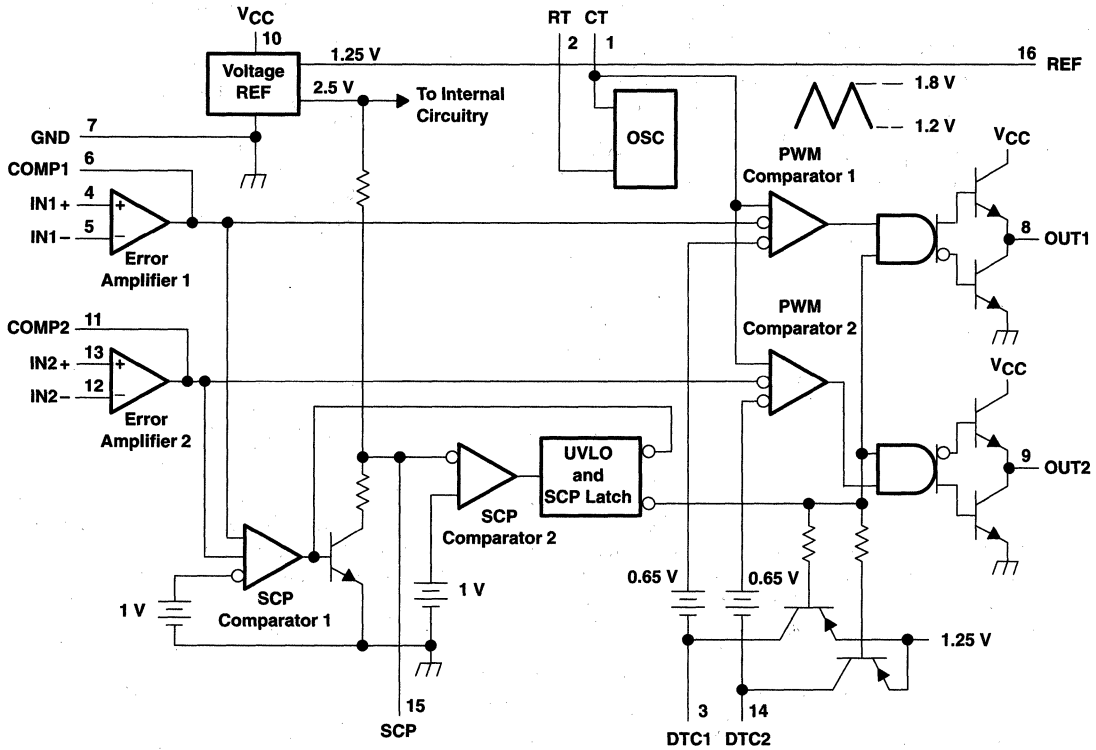 VCC
10
RT CT
2 1
1.25 V
16
REF
Voltage
REF
2.5 V
To Internal
Circuitry
1.8 V
1.2 V
OSC
7
GND
6
COMP1
4
IN1+
+
5
IN1−
−
Error
Amplifier 1
PWM
Comparator 1
VCC
8
OUT1
11
COMP2
13
IN2+
+
12
IN2−
−
Error
Amplifier 2
PWM
Comparator 2
VCC
9
OUT2
UVLO
and
SCP Latch
SCP
Comparator 2
SCP
Comparator 1
1 V
1 V
0.65 V
0.65 V
1.25 V
15
SCP
3
DTC1
14
DTC2